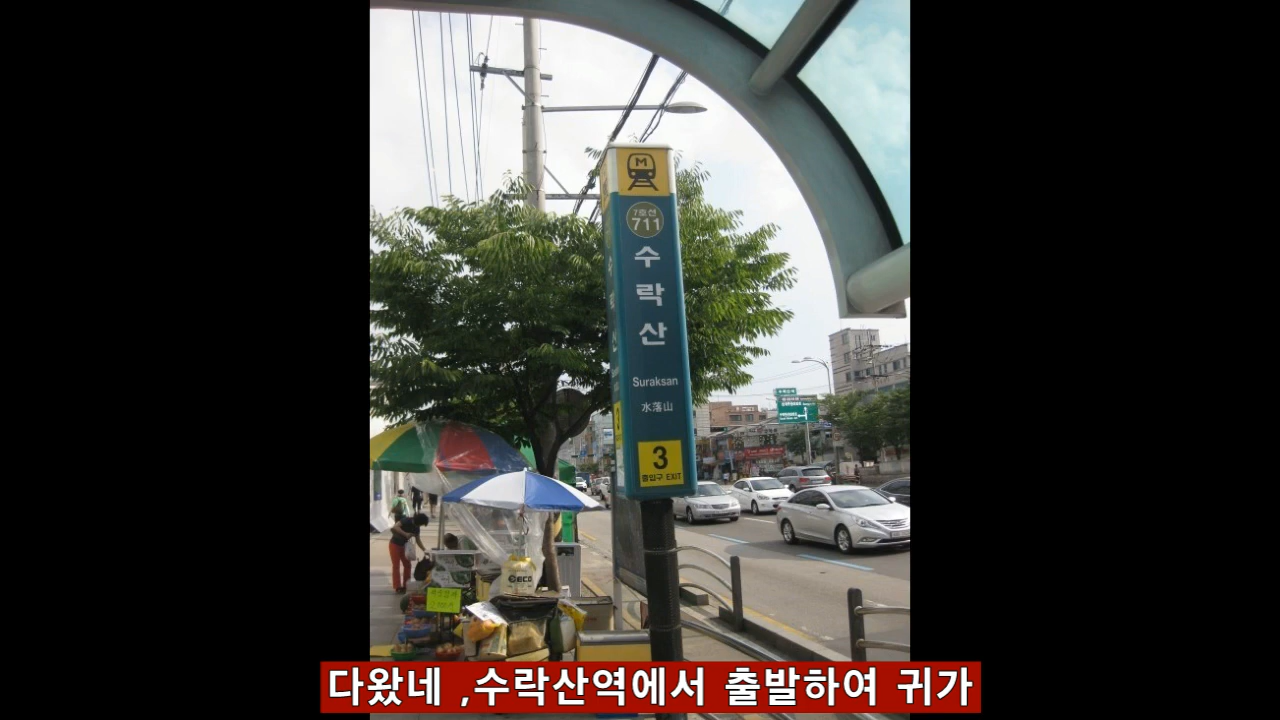 M
7호선
711
수
락
산
Suraksan
水落山
3
출입구 EXIT
ECO
다왔네 ,수락산역에서 출발하여 귀가